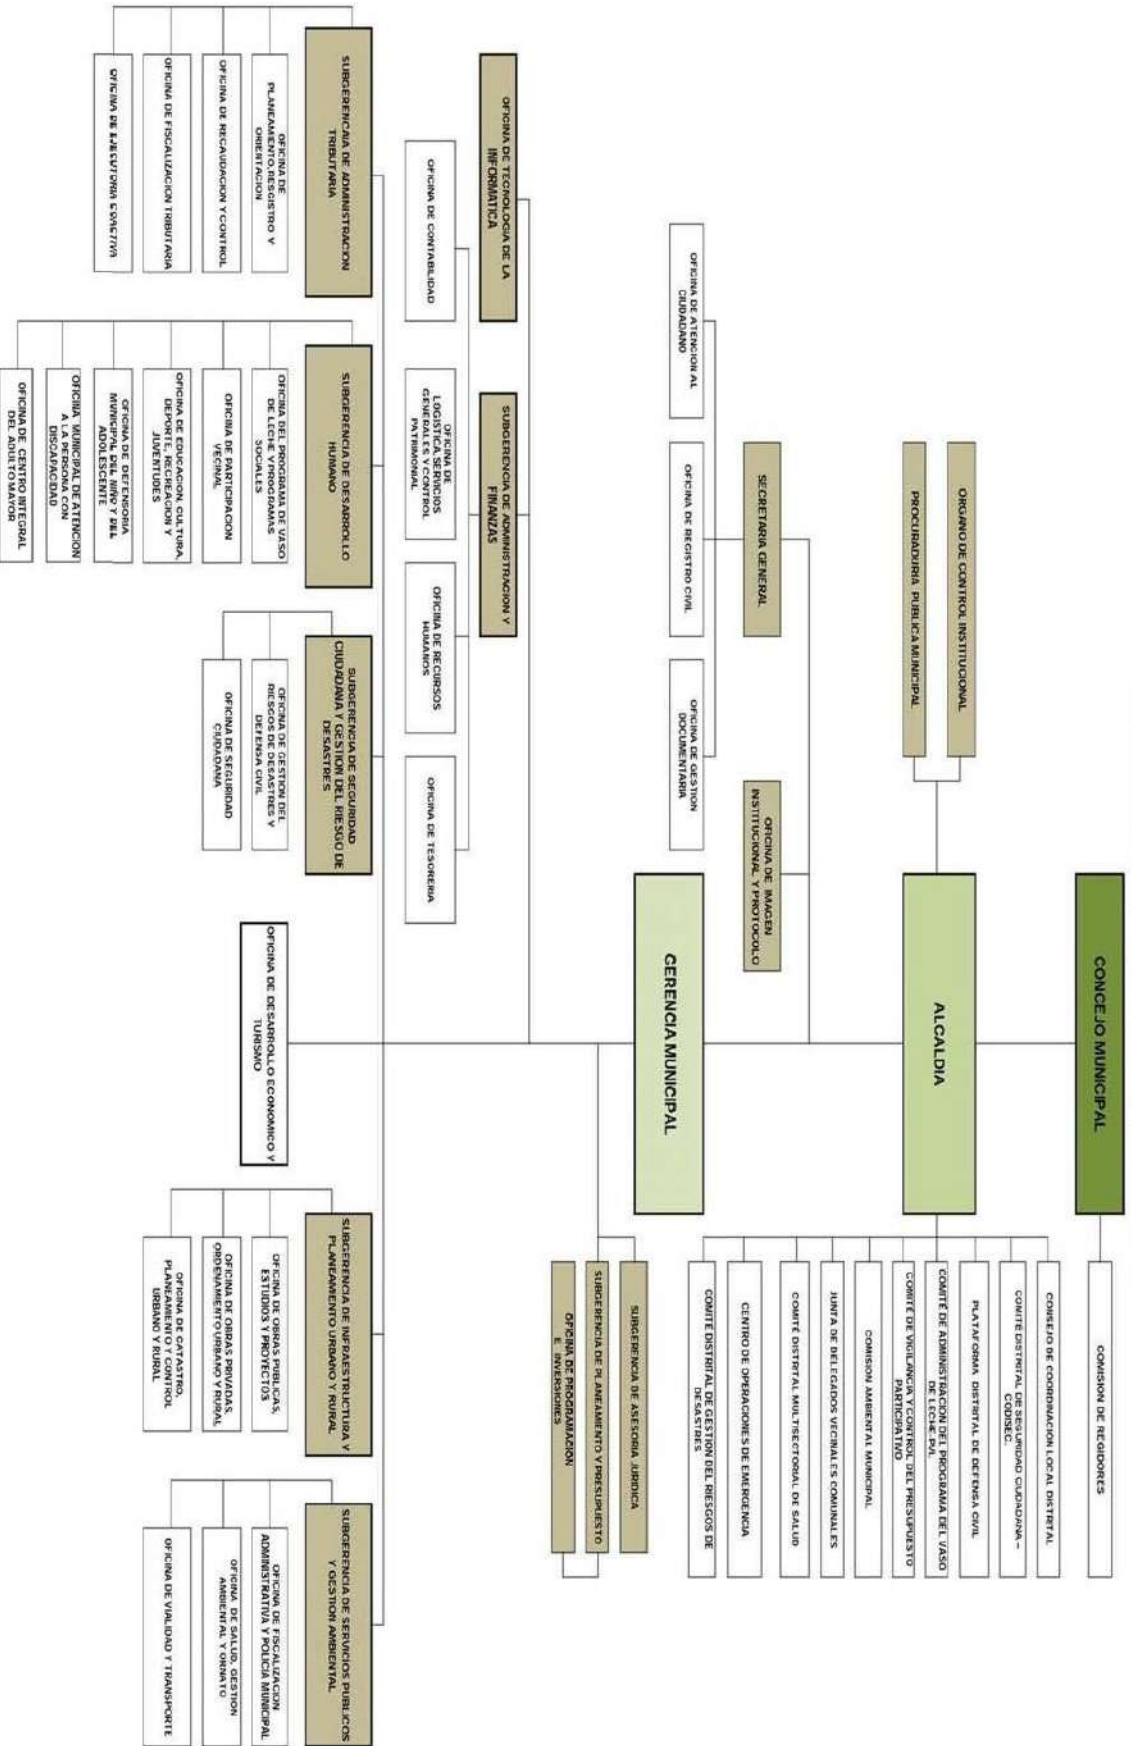 CONCEJO MUNICIPAL
COMISION DE REGIDORES
ALCALDIA
ORGANO DE CONTROL INSTITUCIONAL
PROCURADURIA PUBLICA MUNICIPAL
CONSEJO DE COORDINACION LOCAL DISTRITAL
COMITÉ DISTRITAL DE SEGURIDAD CIUDADANA –
CODISEC.
PLATAFORMA DISTRITAL DE DEFENSA CIVIL
COMITÉ DE ADMINISTRACION DEL PROGRAMA DEL VASO
DE LECHE-PVL
COMITÉ DE VIGILANCIA Y CONTROL DEL PRESUPUESTO
PARTICIPATIVO
COMISION AMBIENTAL MUNICIPAL
JUNTA DE DELEGADOS VECINALES COMUNALES
COMITÉ DISTRITAL MULTISECTORIAL DE SALUD
CENTRO DE OPERACIONES DE EMERGENCIA
COMITÉ DISTRITAL DE GESTION DEL RIESGOS DE
DESASTRES
SECRETARIA GENERAL
OFICINA DE IMAGEN
INSTITUCIONAL Y PROTOCOLO
OFICINA DE ATENCION AL
CIUDADANO
OFICINA DE REGISTRO CIVIL
OFICINA DE GESTION
DOCUMENTARIA
GERENCIA MUNICIPAL
SUBGERENCIA DE ASESORIA JURIDICA
SUBGERENCIA DE PLANEAMIENTO Y PRESUPUESTO
OFICINA DE PROGRAMACIÓN
E INVERSIONES
OFICINA DE TECNOLOGIA DE LA
INFORMATICA
SUBGERENCIA DE ADMINISTRACION Y
FINANZAS
OFICINA DE CONTABILIDAD
OFICINA DE
LOGISTICA,SERVICIOS
GENERALES Y CONTROL
PATRIMONIAL
OFICINA DE RECURSOS
HUMANOS
OFICINA DE TESORERIA
SUBGERENCAIA DE ADMINISTRACION
TRIBUTARIA
OFICINA DE
PLANEAMIENTO,RESGISTRO Y
ORIENTACION
OFICINA DE RECAUDACION Y CONTROL
OFICINA DE FISCALIZACION TRIBUTARIA
OFICINA DE EJECUTORIA COACTIVA
SUBGERENCIA DE DESARROLLO
HUMANO
OFICINA DEL PROGRAMA DE VASO
DE LECHE Y PROGRAMAS
SOCIALES
OFICINA DE PARTICIPACION
VECINAL
OFICINA DE EDUCACION, CULTURA,
DEPORTE, RECREACION Y
JUVENTUDES
OFICINA DE DEFENSORIA
MUNICIPAL DEL NIÑO Y DEL
ADOLESCENTE
OFICINA MUNICIPAL DE ATENCION
A LA PERSONA CON
DISCAPACIDAD
OFICINA DE CENTRO INTEGRAL
DEL ADULTO MAYOR
SUBGERENCIA DE SEGURIDAD
CIUDADANA Y GESTION DEL RIESGO DE
DESASTRES
OFICINA DE GESTION DEL
RIESGOS DE DESASTRES Y
DEFENSA CIVIL
OFICINA DE SEGURIDAD
CIUDADANA
OFICINA DE DESARROLLO ECONOMICO Y
TURISMO
SUBGERENCIA DE INFRAESTRUCTURA Y
PLANEAMIENTO URBANO Y RURAL
OFICINA DE OBRAS PUBLICAS,
ESTUDIOS Y PROYECTOS
OFICINA DE OBRAS PRIVADAS,
ORDENAMIENTO URBANO Y RURAL
OFICINA DE CATASTRO,
PLANEAMIENTO Y CONTROL
URBANO Y RURAL
SUBGERENCIA DE SERVICIOS PUBLICOS
Y GESTION AMBIENTAL
OFICINA DE FISCALIZACION
ADMINISTRATIVA Y POLICIA MUNICIPAL
OFICINA DE SALUD, GESTION
AMBIENTAL Y ORNATO
OFICINA DE VIALIDAD Y TRANSPORTE